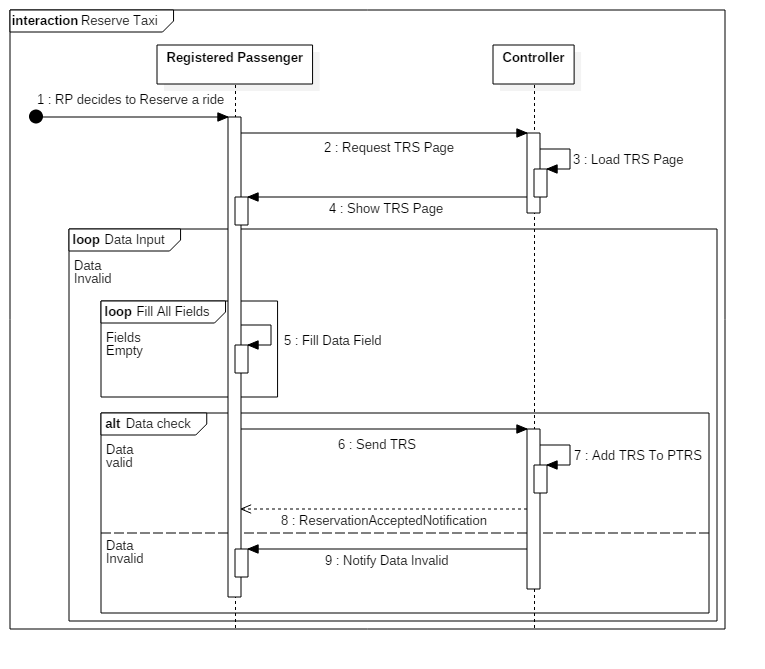 interaction Reserve Taxi
Registered Passenger
Controller
1 : RP decides to Reserve a ride
2 : Request TRS Page
3 : Load TRS Page
4 : Show TRS Page
loop Data Input
Data
Invalid
loop Fill All Fields
Fields
Empty
5 : Fill Data Field
alt Data check
Data
valid
6 : Send TRS
7 : Add TRS To PTRS
8 : ReservationAcceptedNotification
Data
Invalid
9 : Notify Data Invalid